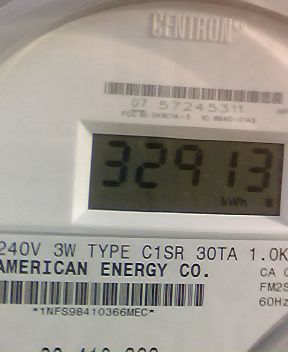 CENTRON
07 57245311
32913
kWh
240V 3W TYPE C1SR 30TA 1.0K
AMERICAN ENERGY CO. CA
FM2S
60Hz
*1NFS98410366MEC*